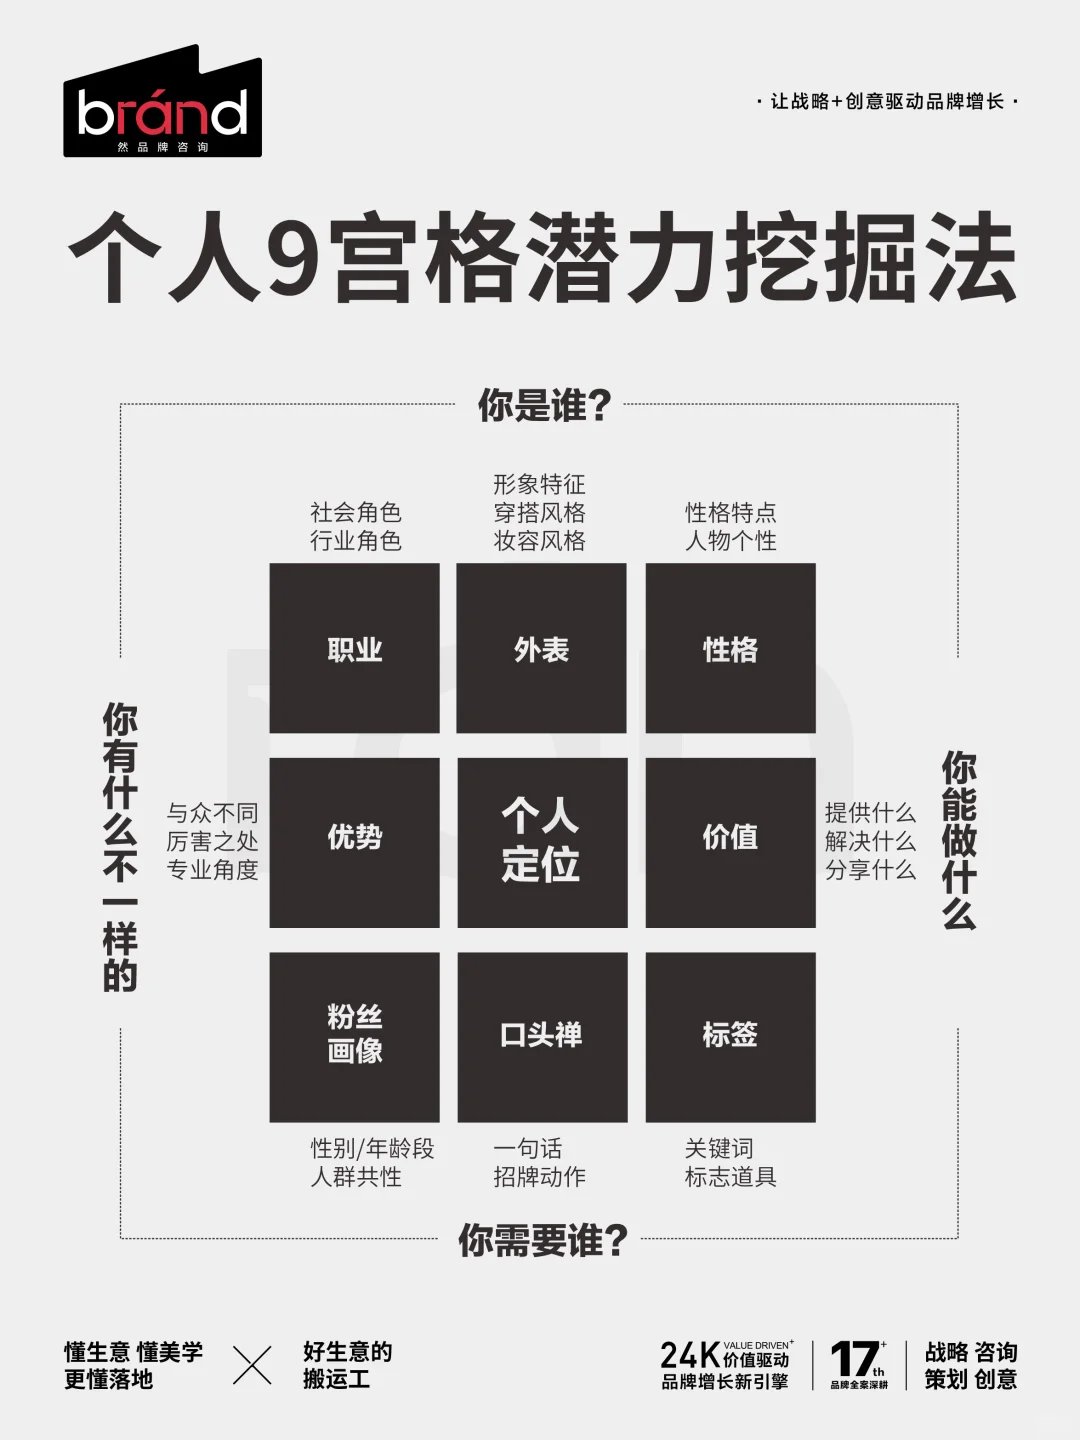 bránd
然品牌咨询
·让战略+创意驱动品牌增长·
个人9宫格潜力挖掘法
你是谁?
社会角色
行业角色
形象特征
穿搭风格
妆容风格
性格特点
人物个性
职业
外表
性格
你有什么不一样的
与众不同
厉害之处
专业角度
优势
个人
定位
价值
提供什么
解决什么
分享什么
你能做什么
粉丝
画像
口头禅
标签
性别/年龄段
人群共性
一句话
招牌动作
关键词
标志道具
你需要谁?
懂生意 懂美学
更懂落地
好生意的
搬运工
24K VALUE DRIVEN+
价值驱动
品牌增长新引擎
17+th
品牌全案深耕
战略 咨询
策划 创意